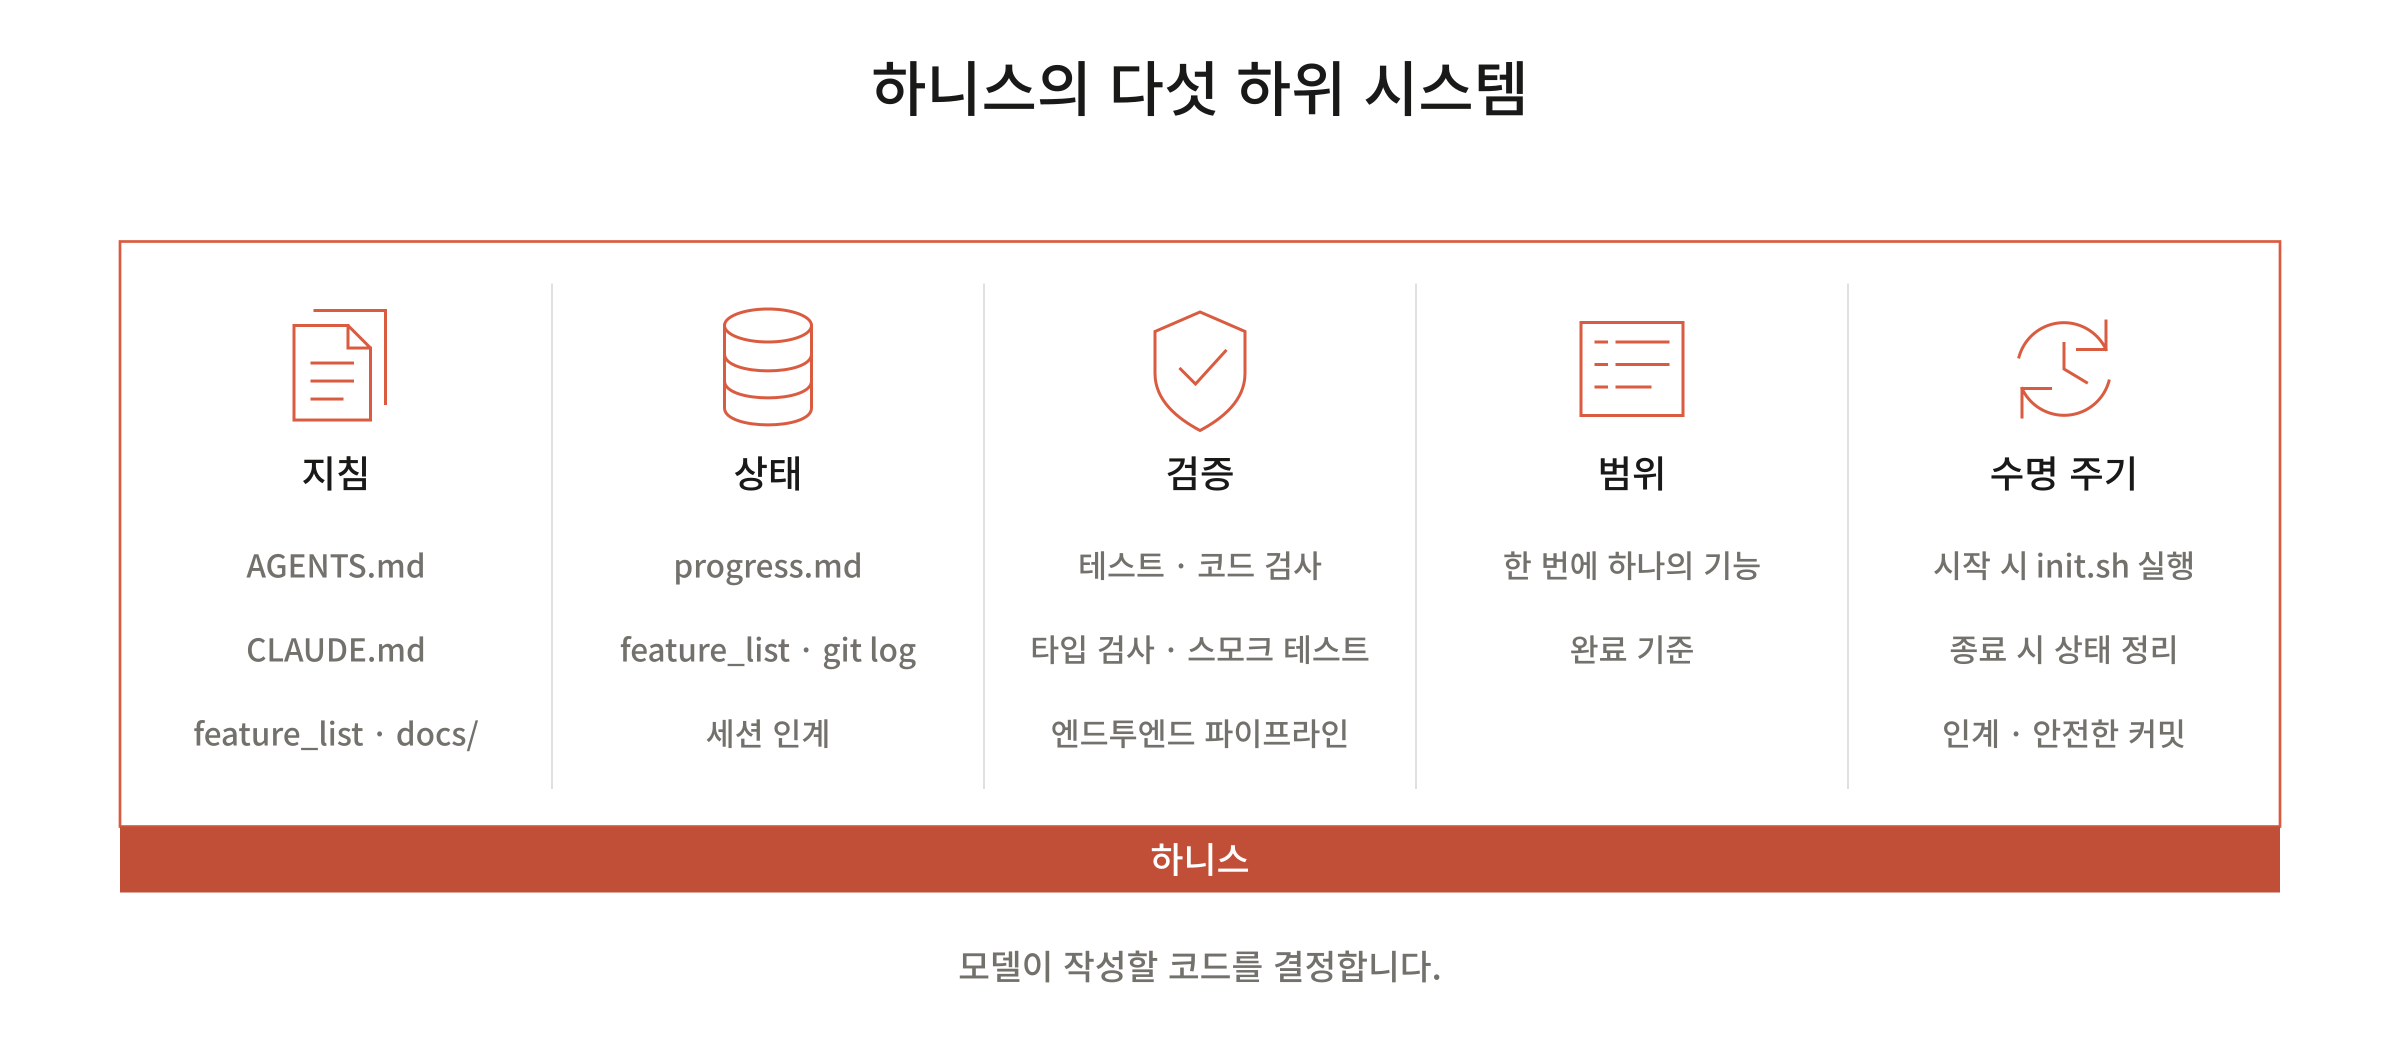 하니스의 다섯 하위 시스템
지침
AGENTS.md
CLAUDE.md
feature_list · docs/
상태
progress.md
feature_list · git log
세션 인계
검증
테스트 · 코드 검사
타입 검사 · 스모크 테스트
엔드투엔드 파이프라인
범위
한 번에 하나의 기능
완료 기준
수명 주기
시작 시 init.sh 실행
종료 시 상태 정리
인계 · 안전한 커밋
하니스
모델이 작성할 코드를 결정합니다.